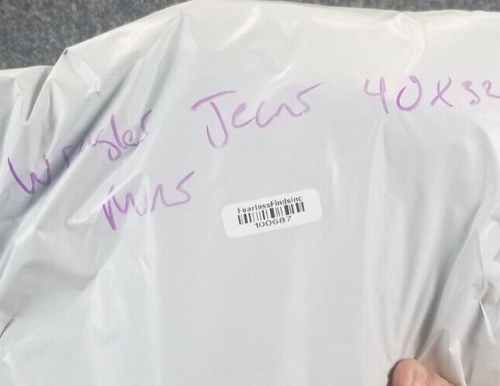 Wrangler Jeans 40X32
Mens
FearlessFindsInc
100687